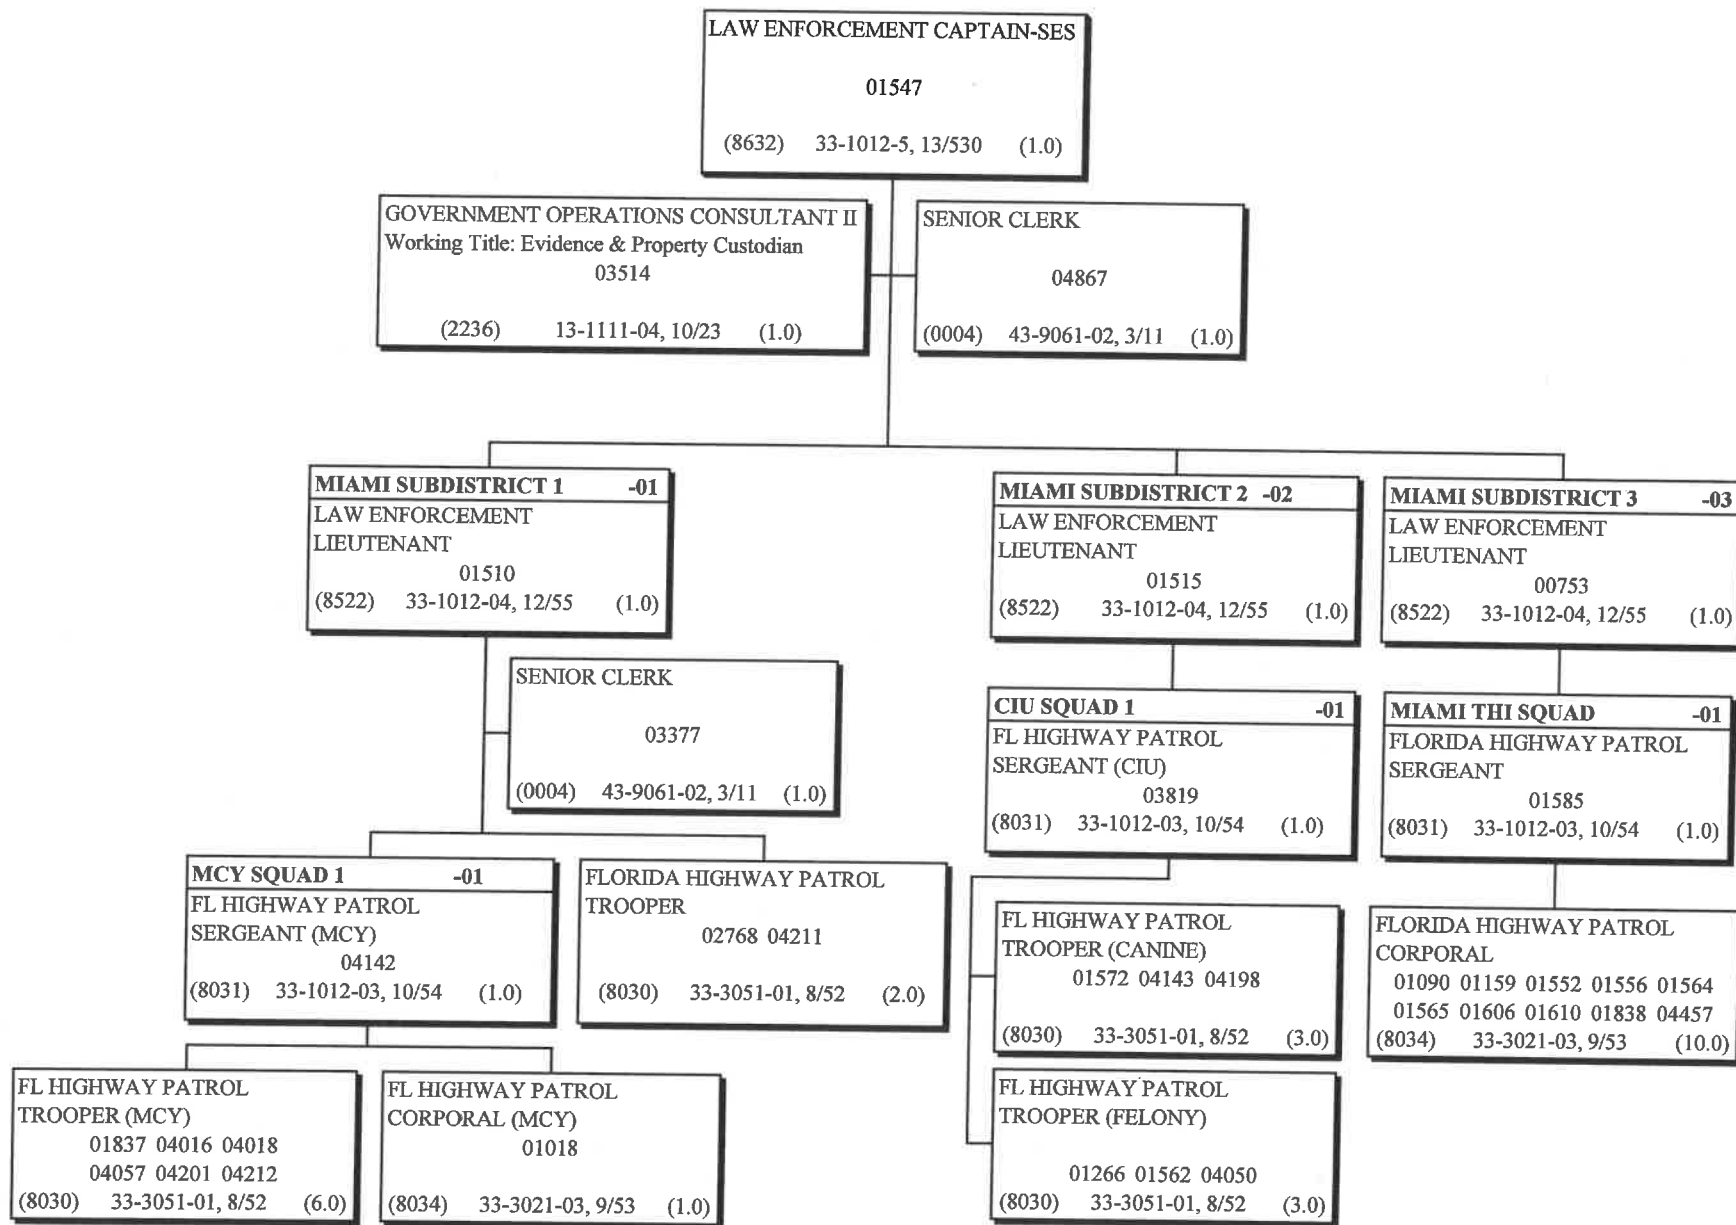 LAW ENFORCEMENT CAPTAIN-SES
01547
(8632) 33-1012-5, 13/530 (1.0)
GOVERNMENT OPERATIONS CONSULTANT II
Working Title: Evidence & Property Custodian
03514
(2236) 13-1111-04, 10/23 (1.0)
SENIOR CLERK
04867
(0004) 43-9061-02, 3/11 (1.0)
MIAMI SUBDISTRICT 1 -01
LAW ENFORCEMENT
LIEUTENANT
01510
(8522) 33-1012-04, 12/55 (1.0)
MIAMI SUBDISTRICT 2 -02
LAW ENFORCEMENT
LIEUTENANT
01515
(8522) 33-1012-04, 12/55 (1.0)
MIAMI SUBDISTRICT 3 -03
LAW ENFORCEMENT
LIEUTENANT
00753
(8522) 33-1012-04, 12/55 (1.0)
SENIOR CLERK
03377
(0004) 43-9061-02, 3/11 (1.0)
CIU SQUAD 1 -01
FL HIGHWAY PATROL
SERGEANT (CIU)
03819
(8031) 33-1012-03, 10/54 (1.0)
MIAMI THI SQUAD -01
FLORIDA HIGHWAY PATROL
SERGEANT
01585
(8031) 33-1012-03, 10/54 (1.0)
MCY SQUAD 1 -01
FL HIGHWAY PATROL
SERGEANT (MCY)
04142
(8031) 33-1012-03, 10/54 (1.0)
FLORIDA HIGHWAY PATROL
TROOPER
02768 04211
(8030) 33-3051-01, 8/52 (2.0)
FL HIGHWAY PATROL
TROOPER (CANINE)
01572 04143 04198
(8030) 33-3051-01, 8/52 (3.0)
FLORIDA HIGHWAY PATROL
CORPORAL
01090 01159 01552 01556 01564
01565 01606 01610 01838 04457
(8034) 33-3021-03, 9/53 (10.0)
FL HIGHWAY PATROL
TROOPER (MCY)
01837 04016 04018
04057 04201 04212
(8030) 33-3051-01, 8/52 (6.0)
FL HIGHWAY PATROL
CORPORAL (MCY)
01018
(8034) 33-3021-03, 9/53 (1.0)
FL HIGHWAY PATROL
TROOPER (FELONY)
01266 01562 04050
(8030) 33-3051-01, 8/52 (3.0)